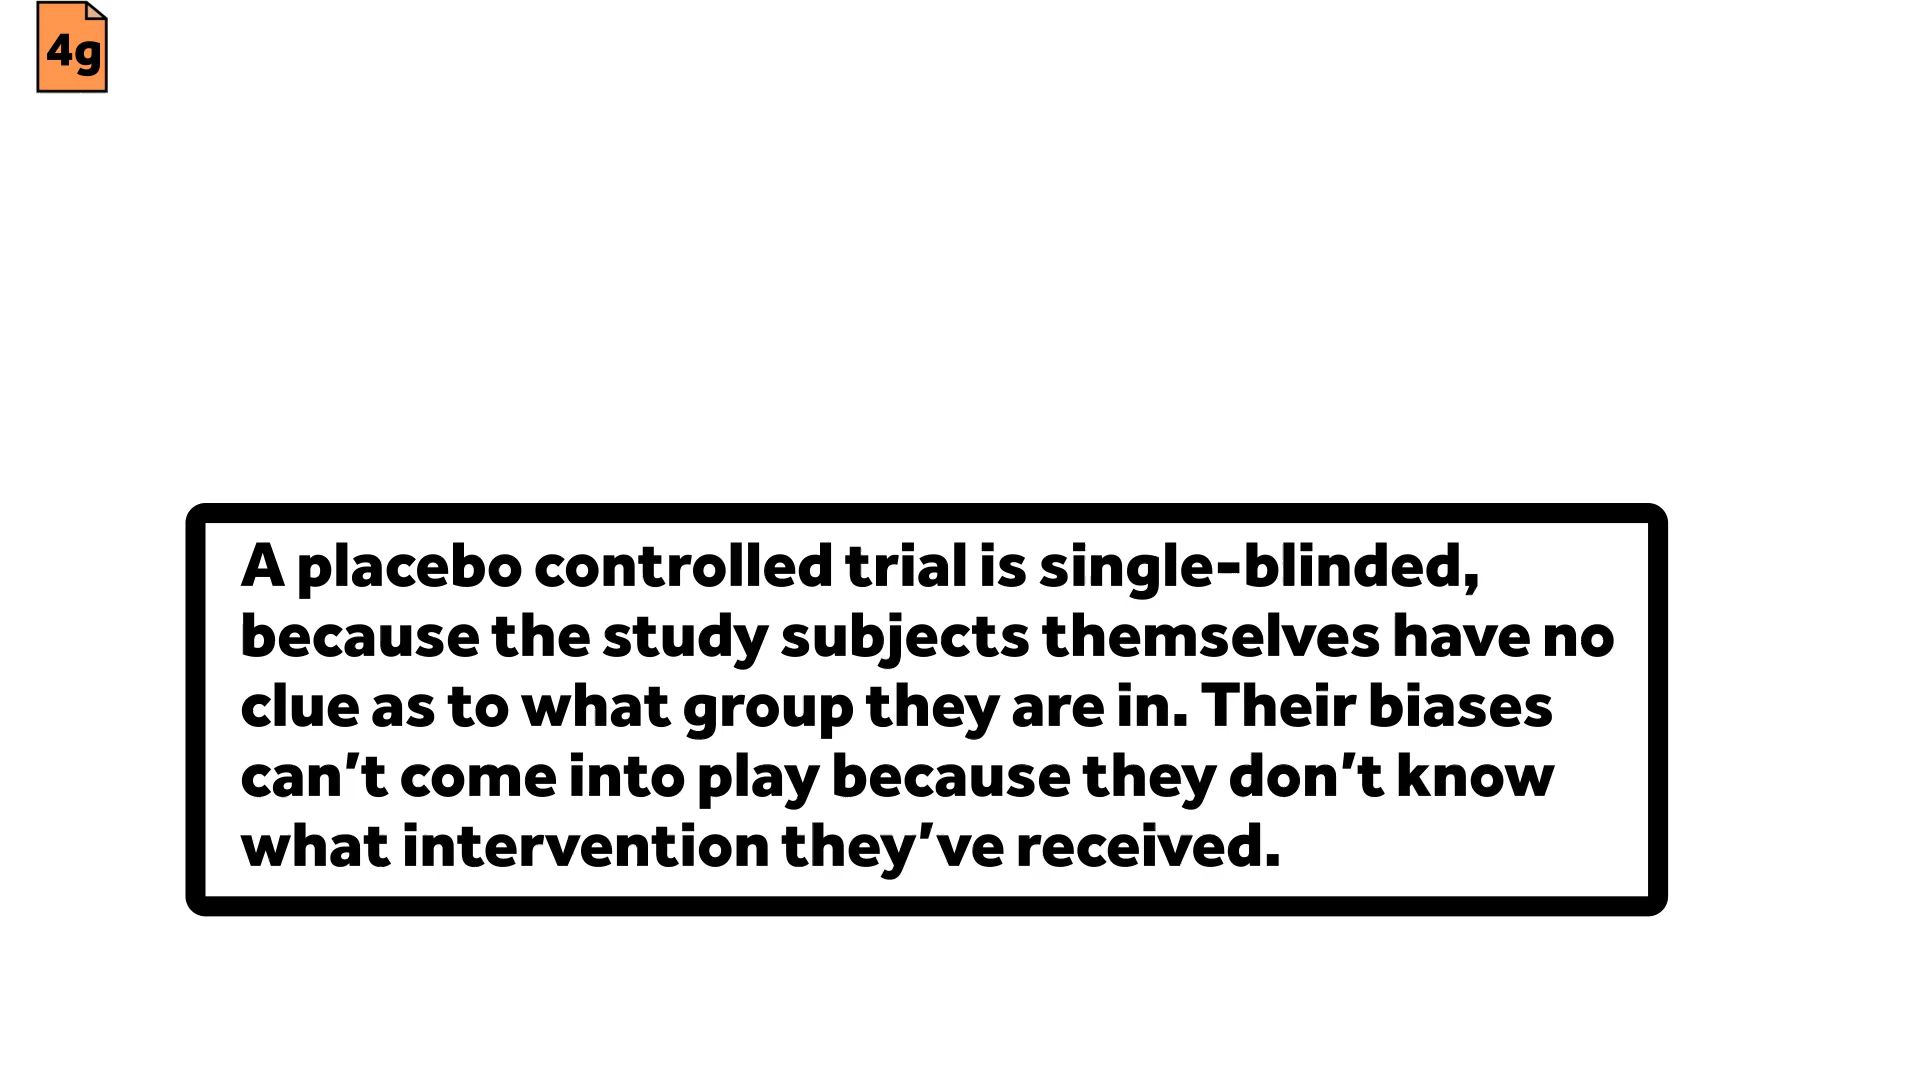 4g
A placebo controlled trial is single-blinded,
because the study subjects themselves have no
clue as to what group they are in. Their biases
can’t come into play because they don’t know
what intervention they’ve received.